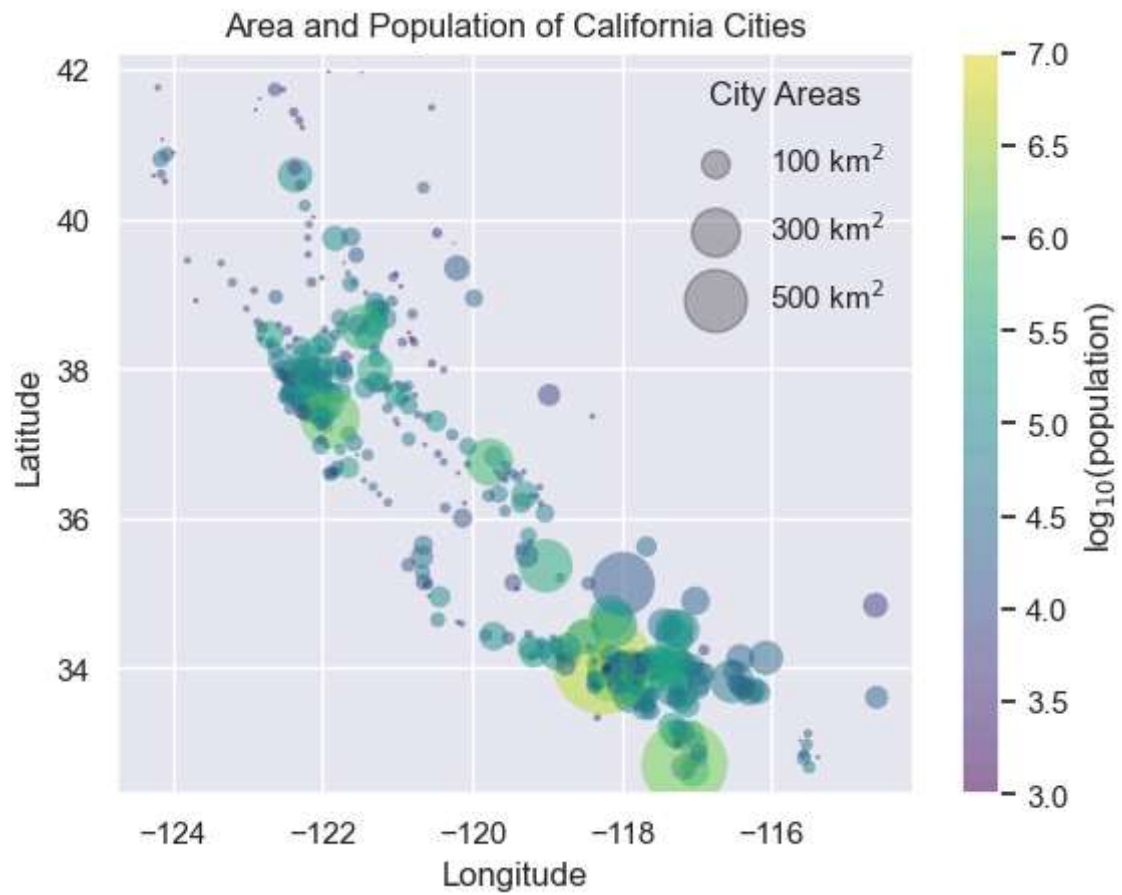 Area and Population of California Cities
42
40
38
36
34
Latitude
−124
−122
−120
−118
−116
Longitude
City Areas
100 km²
300 km²
500 km²
7.0
6.5
6.0
5.5
5.0
4.5
4.0
3.5
3.0
log₁₀(population)